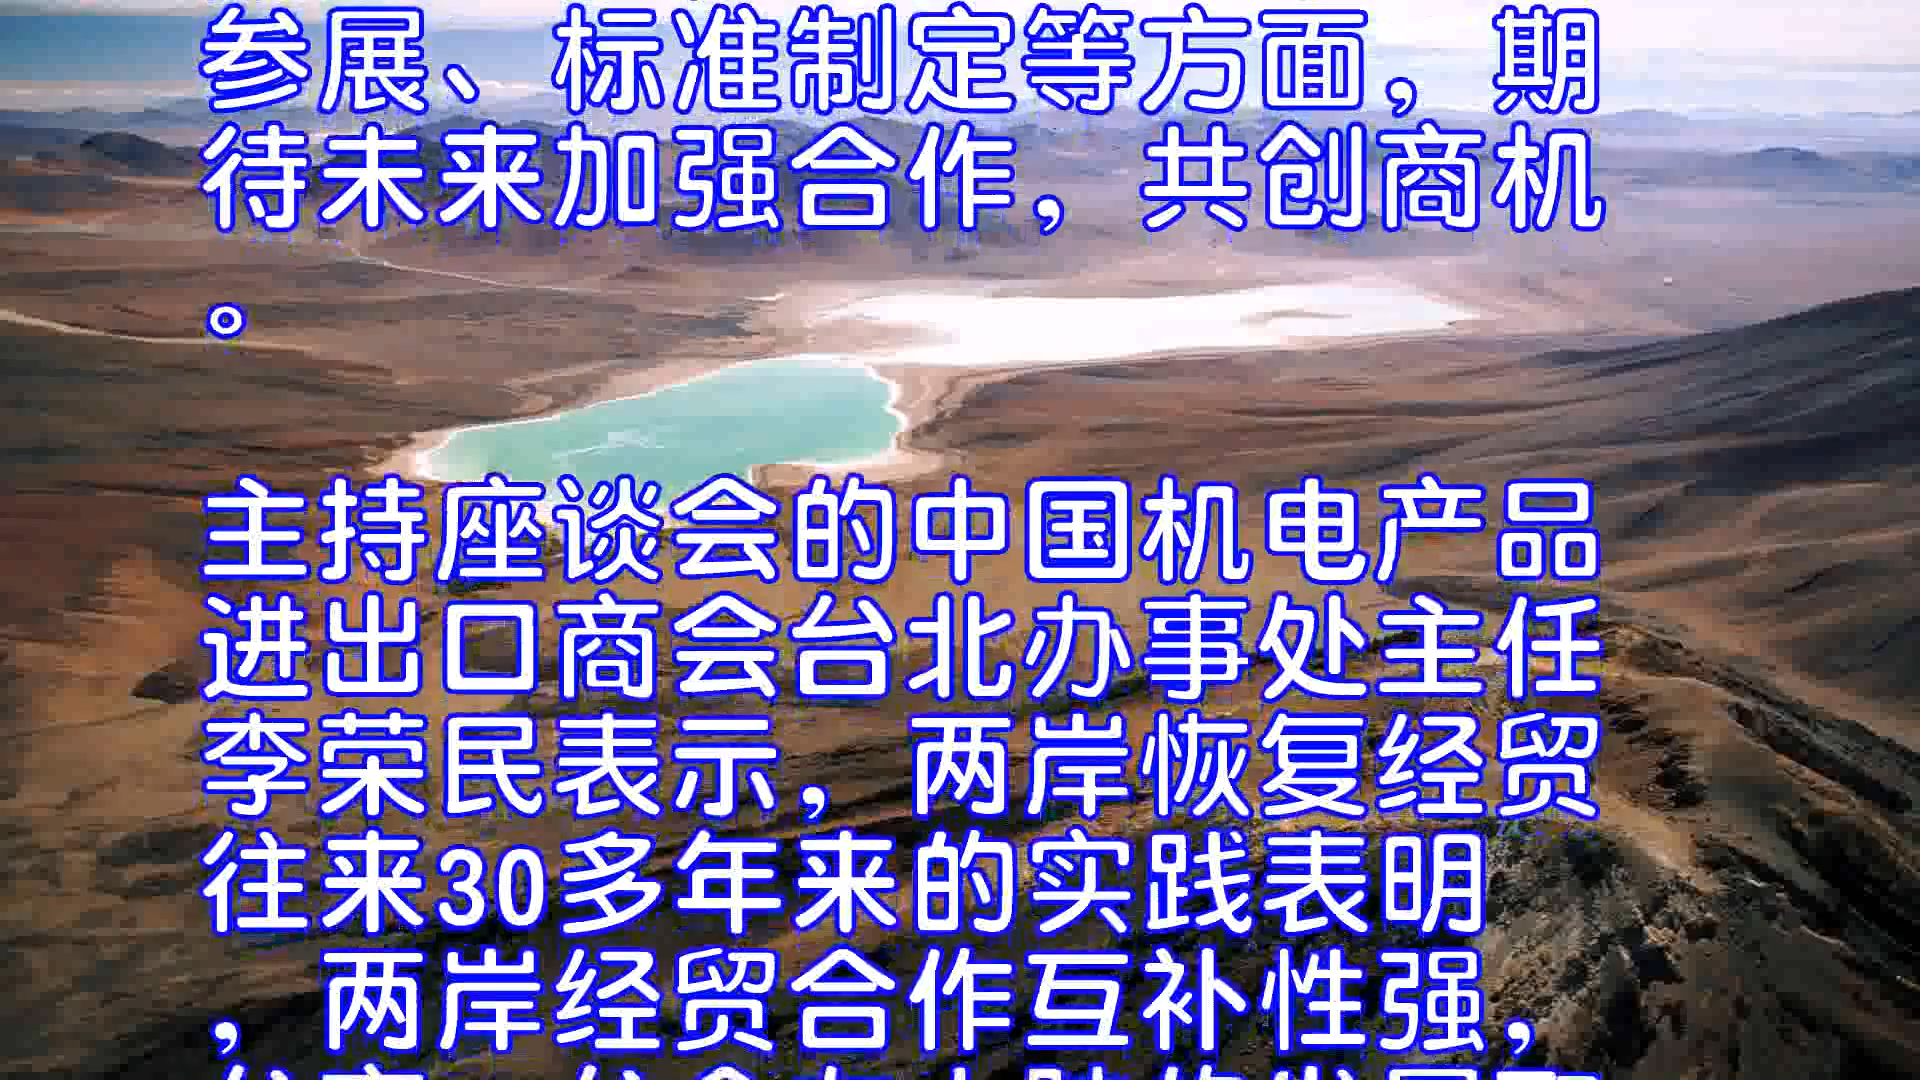 参展、标准制定等方面，期
待未来加强合作，共创商机
。
主持座谈会的中国机电产品
进出口商会台北办事处主任
李荣民表示，两岸恢复经贸
往来30多年来的实践表明
，两岸经贸合作互补性强，